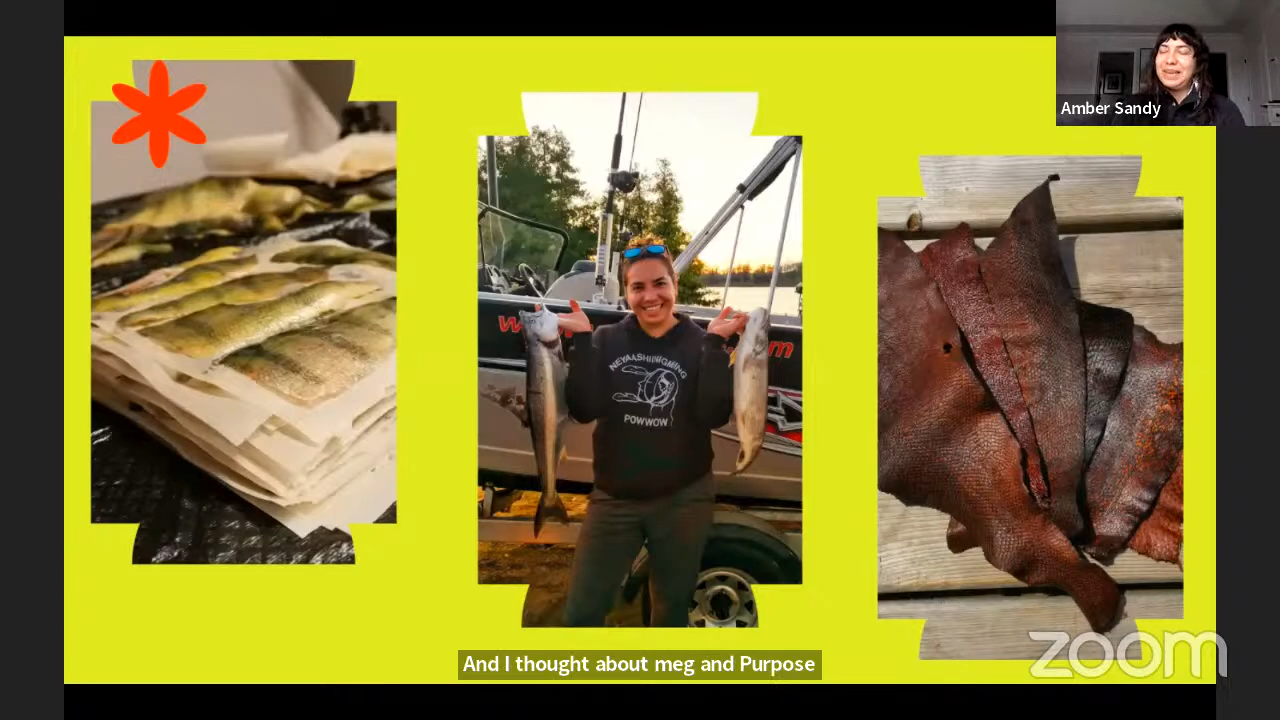 Amber Sandy
NEYAASHIINIGMIING
POWWOW
And I thought about meg and Purpose
zoom